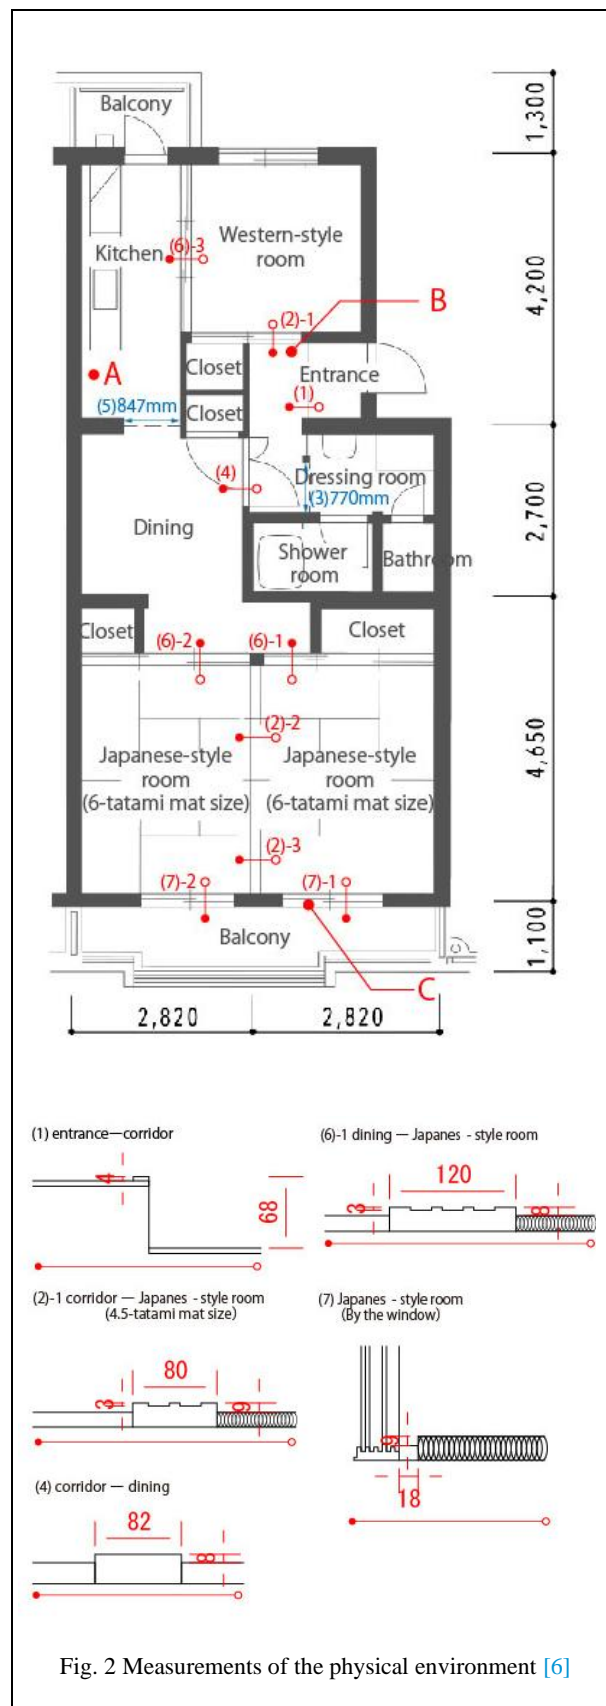 Balcony
1,300
Kitchen
(6)-3
Western-style
room
B
4,200
(2)-1
Closet
Entrance
A
(1)
(5)847mm
Closet
(4)
Dressing room
(3)770mm
2,700
Dining
Shower
room
Bathroom
Closet
(6)-2
(6)-1
Closet
(2)-2
Japanese-style
room
(6-tatami mat size)
Japanese-style
room
(6-tatami mat size)
4,650
(2)-3
(7)-2
(7)-1
Balcony
1,100
C
2,820
2,820
(1) entrance—corridor
4
68
(6)-1 dining — Japanes - style room
120
3
8
(2)-1 corridor — Japanes - style room
(4.5-tatami mat size)
80
3
9
(7) Japanes - style room
(By the window)
9
18
(4) corridor — dining
82
8
Fig. 2 Measurements of the physical environment [6]